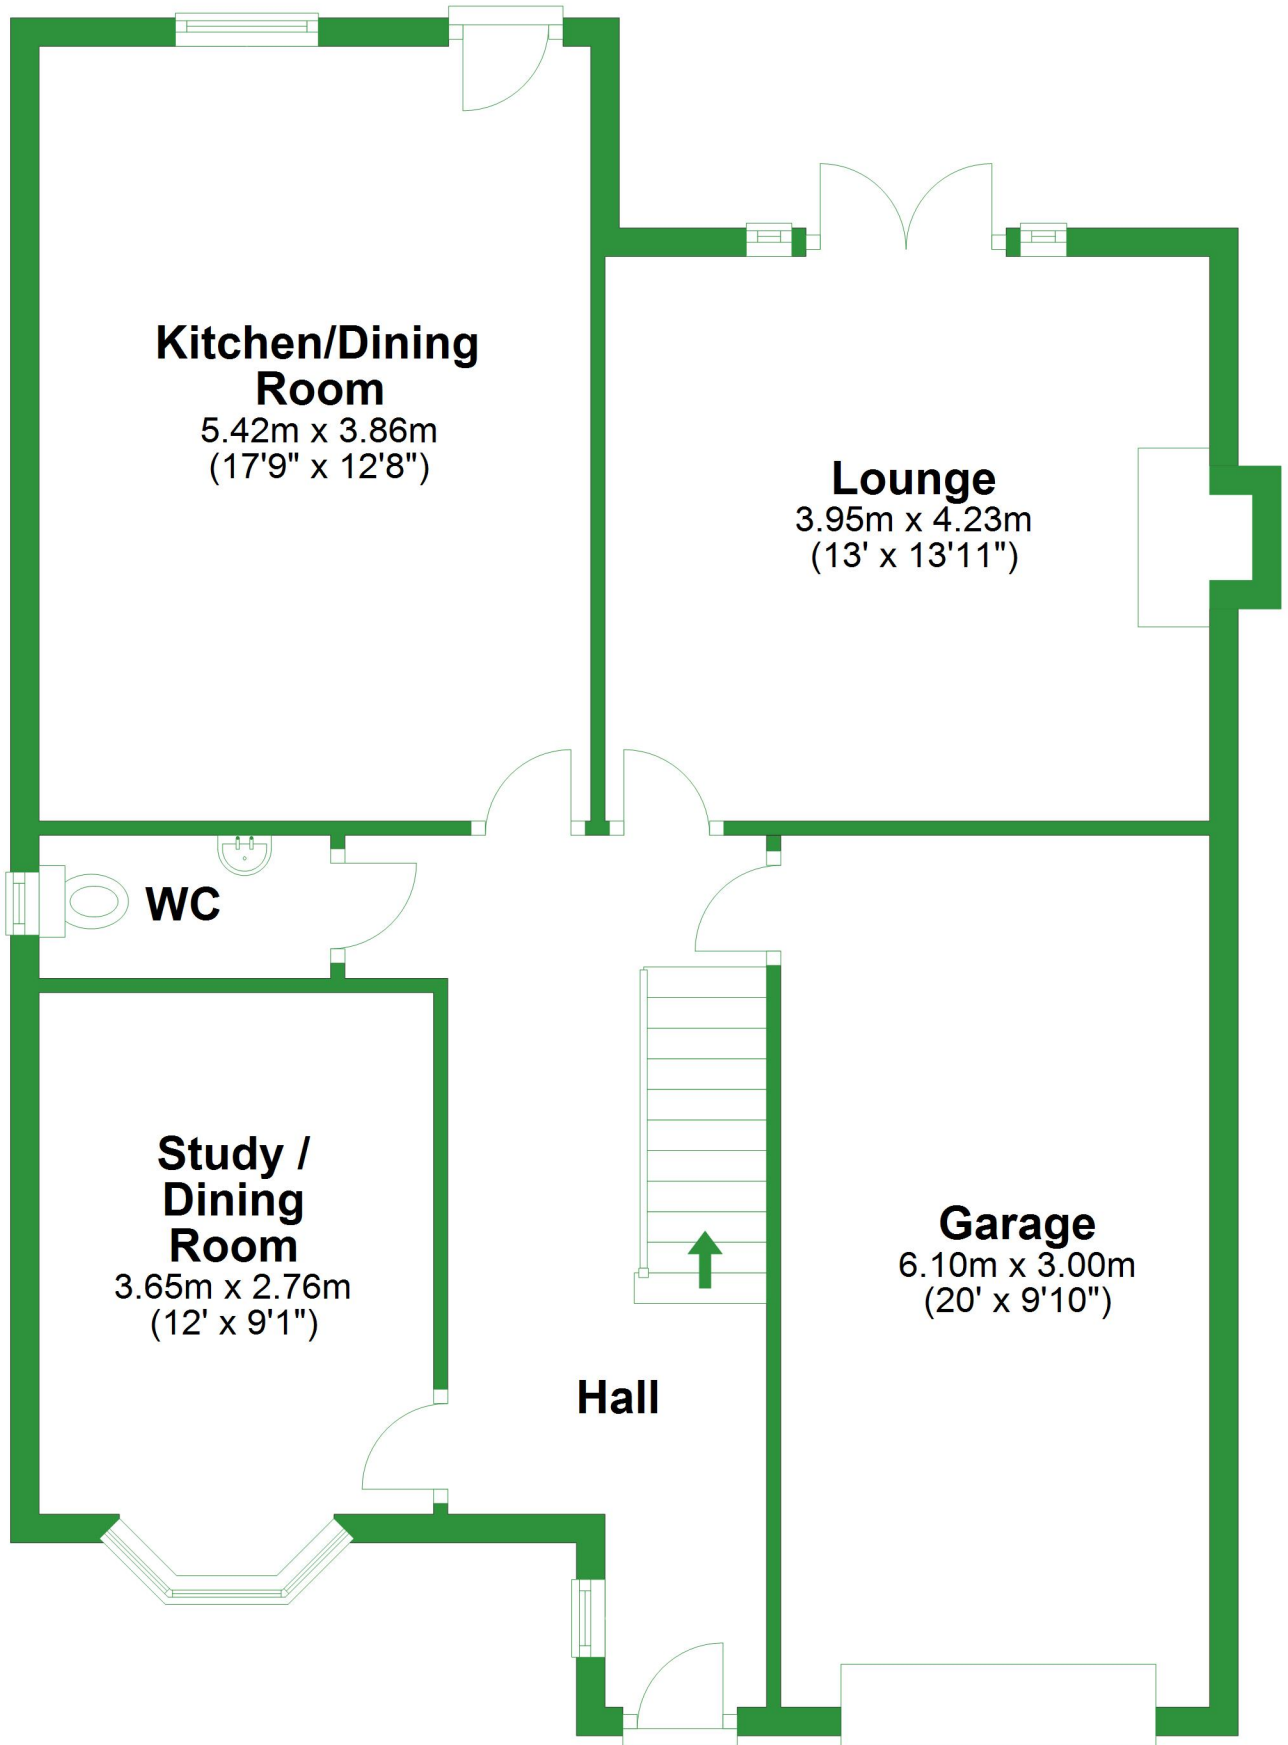 Kitchen/Dining
Room
5.42m x 3.86m
(17'9" x 12'8")
Lounge
3.95m x 4.23m
(13' x 13'11")
WC
Study /
Dining
Room
3.65m x 2.76m
(12' x 9'1")
Garage
6.10m x 3.00m
(20' x 9'10")
Hall